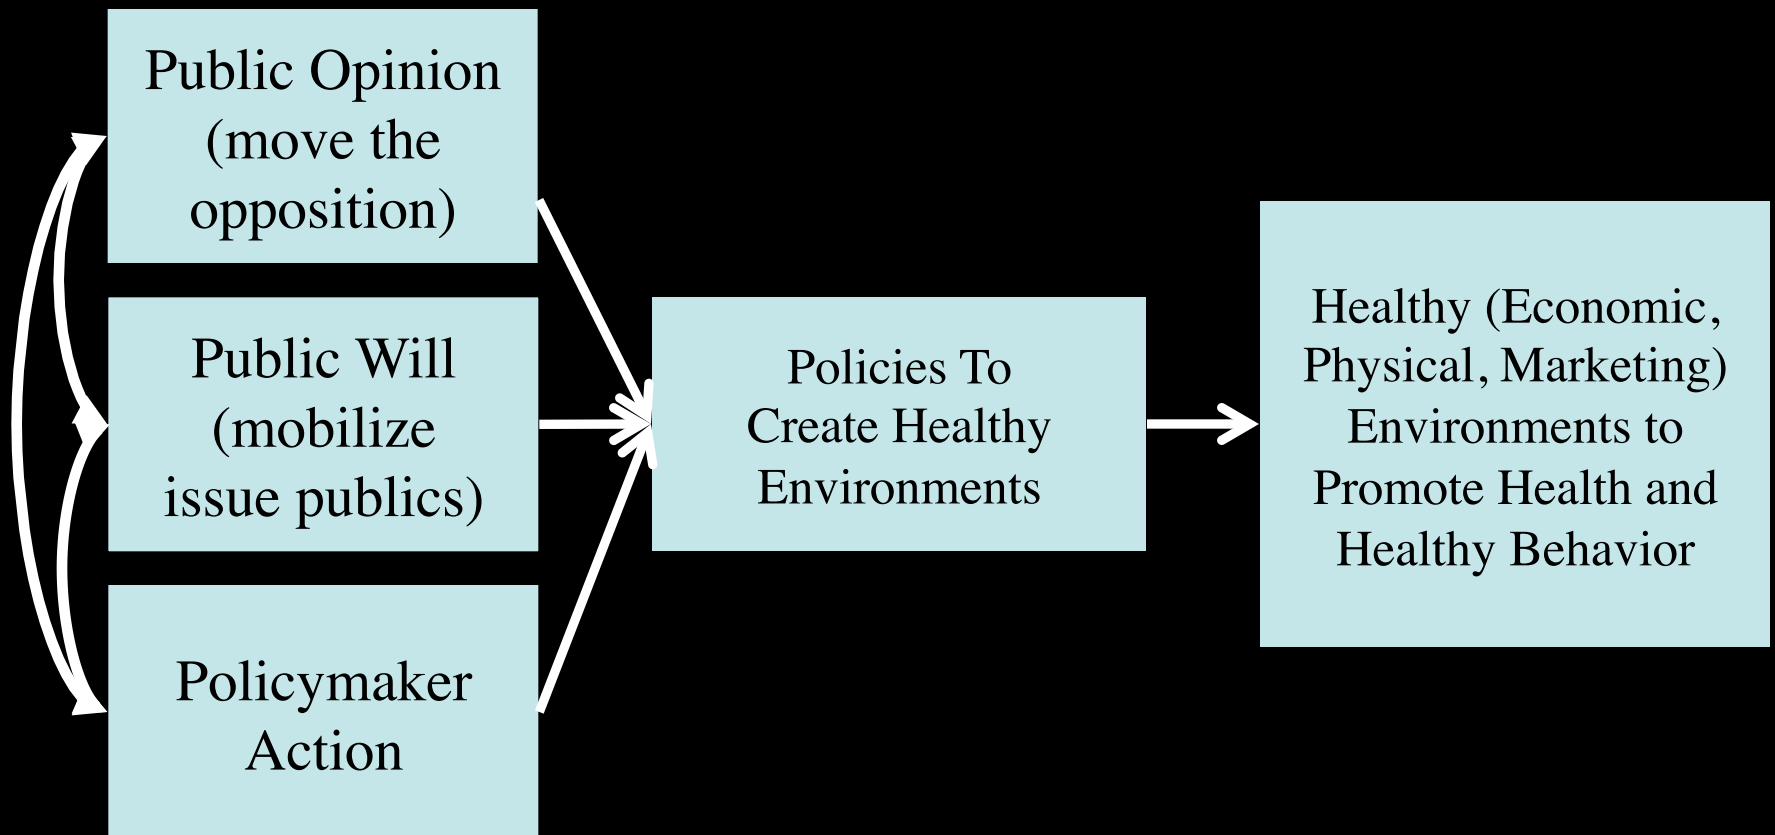 Public Opinion
(move the
opposition)
Public Will
(mobilize
issue publics)
Policymaker
Action
Policies To
Create Healthy
Environments
Healthy (Economic,
Physical, Marketing)
Environments to
Promote Health and
Healthy Behavior